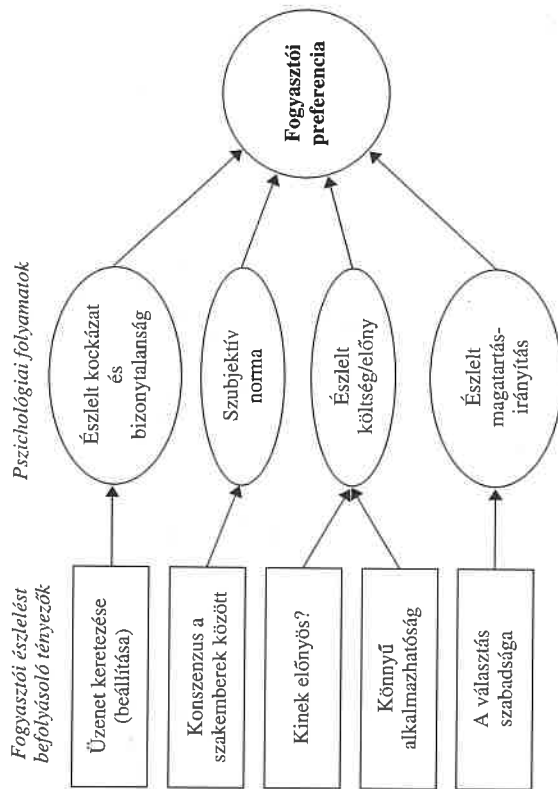 Fogyasztói észlelést
befolyásoló tényezők
Pszichológiai folyamatok
Üzenet keretezése
(beállítása)
Konszenzus a
szakemberek között
Kinek előnyös?
Könnyű
alkalmazhatóság
A választás
szabadsága
Észlelt kockázat
és
bizonytalanság
Szubjektív
norma
Észlelt
költség/előny
Észlelt
magatartás-
irányítás
Fogyasztói
preferencia